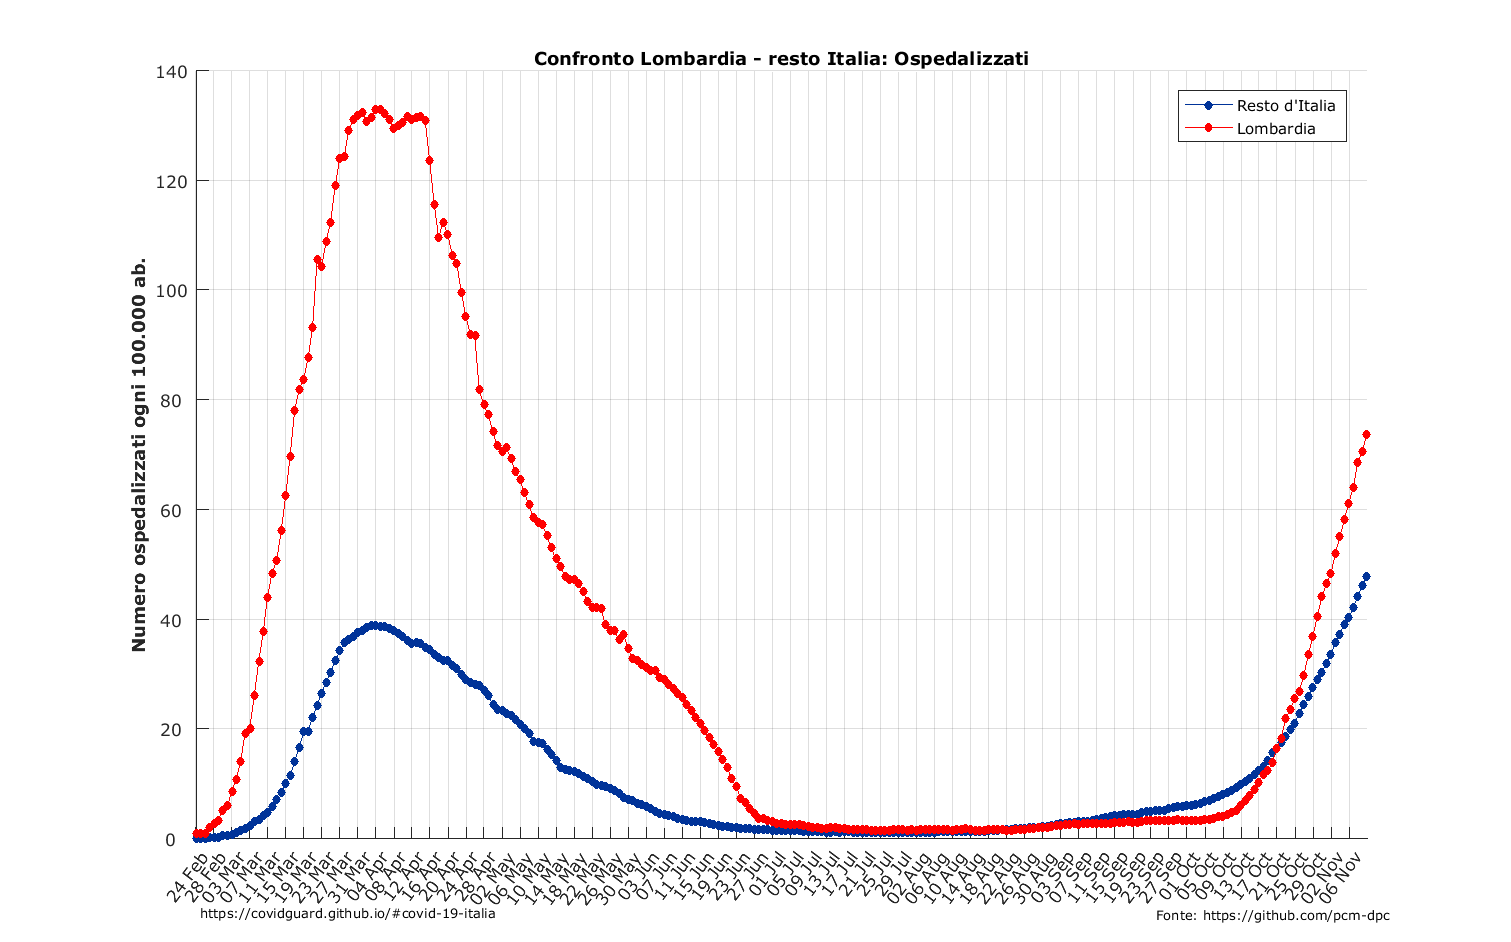 Confronto Lombardia - resto Italia: Ospedalizzati
Numero ospedalizzati ogni 100.000 ab.
140
120
100
80
60
40
20
0
Resto d'Italia
Lombardia
24 Feb
28 Feb
03 Mar
07 Mar
11 Mar
15 Mar
19 Mar
23 Mar
27 Mar
31 Mar
04 Apr
08 Apr
12 Apr
16 Apr
20 Apr
24 Apr
28 Apr
02 May
06 May
10 May
14 May
18 May
22 May
26 May
30 May
03 Jun
07 Jun
11 Jun
15 Jun
19 Jun
23 Jun
27 Jun
01 Jul
05 Jul
09 Jul
13 Jul
17 Jul
21 Jul
25 Jul
29 Jul
02 Aug
06 Aug
10 Aug
14 Aug
18 Aug
22 Aug
26 Aug
30 Aug
03 Sep
07 Sep
11 Sep
15 Sep
19 Sep
23 Sep
27 Sep
01 Oct
05 Oct
09 Oct
13 Oct
17 Oct
21 Oct
25 Oct
29 Oct
02 Nov
06 Nov
https://covidguard.github.io/#covid-19-italia
Fonte: https://github.com/pcm-dpc